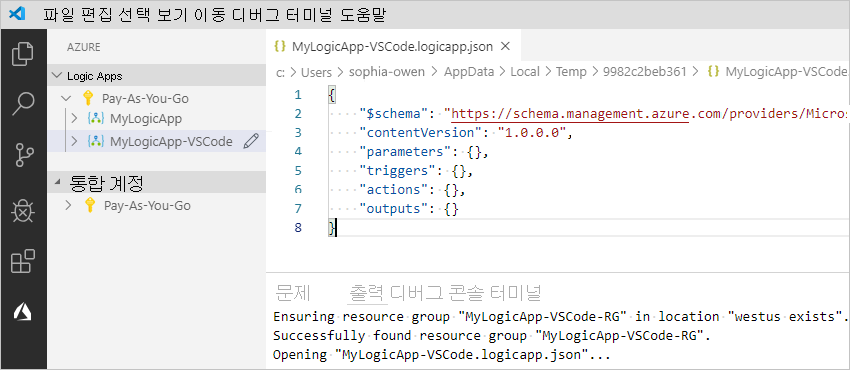 파일 편집 선택 보기 이동 디버그 터미널 도움말
AZURE
Logic Apps
Pay-As-You-Go
MyLogicApp
MyLogicApp-VSCode
통합 계정
Pay-As-You-Go
{ } MyLogicApp-VSCode.logicapp.json ×
c: > Users > sophia-owen > AppData > Local > Temp > 9982c2beb361 > { } MyLogicApp-VSCode.
1 {
2 "$schema": "https://schema.management.azure.com/providers/Micros
3 "contentVersion": "1.0.0.0",
4 "parameters": {},
5 "triggers": {},
6 "actions": {},
7 "outputs": {}
8 }
문제 출력 디버그 콘솔 터미널
Ensuring resource group "MyLogicApp-VSCode-RG" in location "westus exists".
Successfully found resource group "MyLogicApp-VSCode-RG".
Opening "MyLogicApp-VSCode.logicapp.json"...